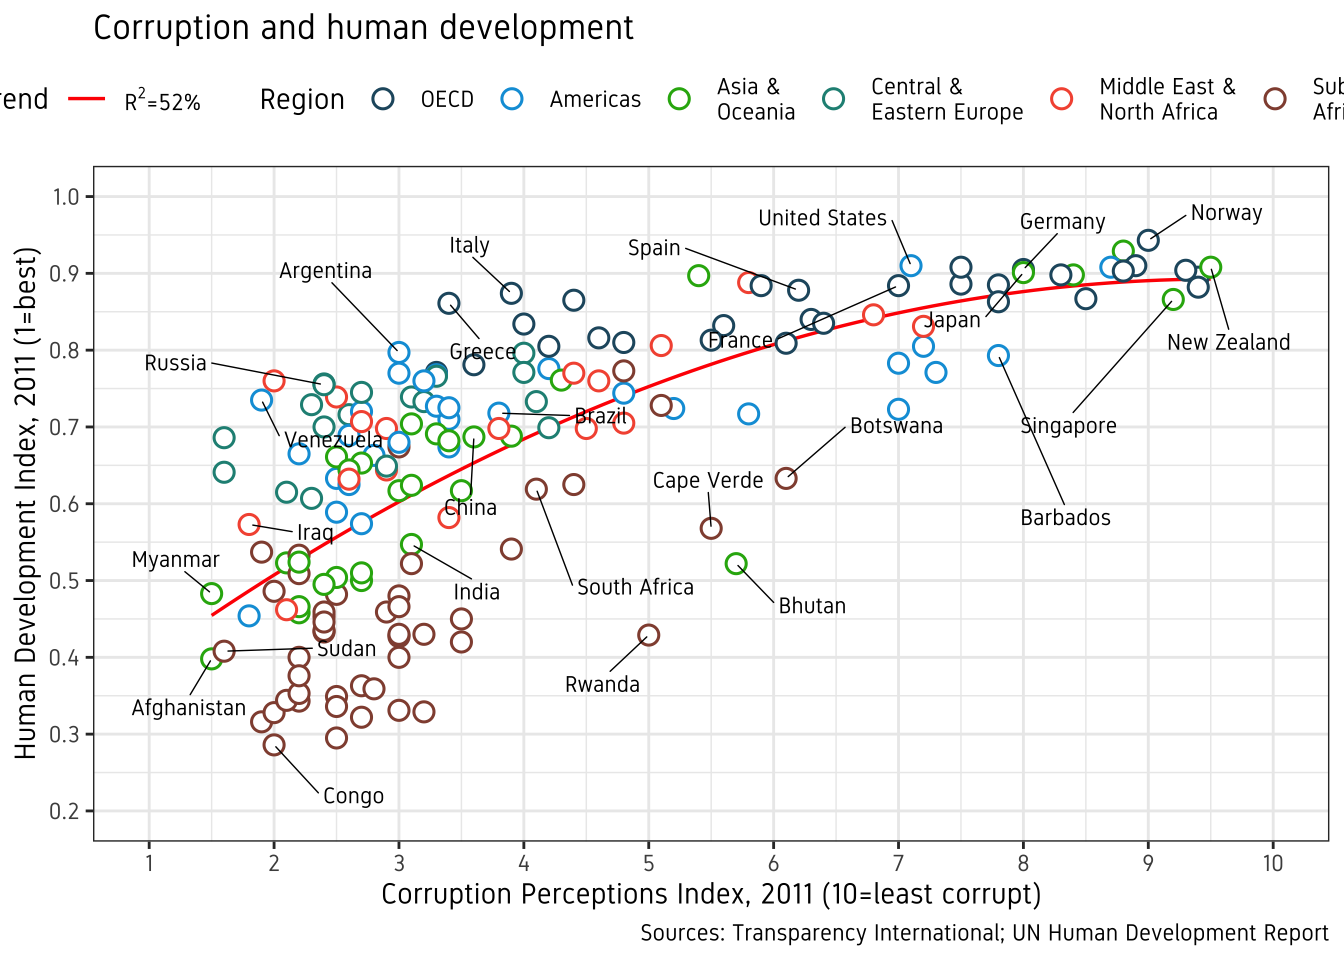 Corruption and human development
rend
R²=52%
Region
OECD
Americas
Asia &
Oceania
Central &
Eastern Europe
Middle East &
North Africa
Sub
Afri
Human Development Index, 2011 (1=best)
1.0
0.9
0.8
0.7
0.6
0.5
0.4
0.3
0.2
Norway
United States
Germany
Spain
Italy
Argentina
Japan
France
New Zealand
Greece
Russia
Brazil
Singapore
Botswana
Venezuela
Cape Verde
China
Barbados
Iraq
Myanmar
India
South Africa
Bhutan
Sudan
Rwanda
Afghanistan
Congo
1
2
3
4
5
6
7
8
9
10
Corruption Perceptions Index, 2011 (10=least corrupt)
Sources: Transparency International; UN Human Development Report